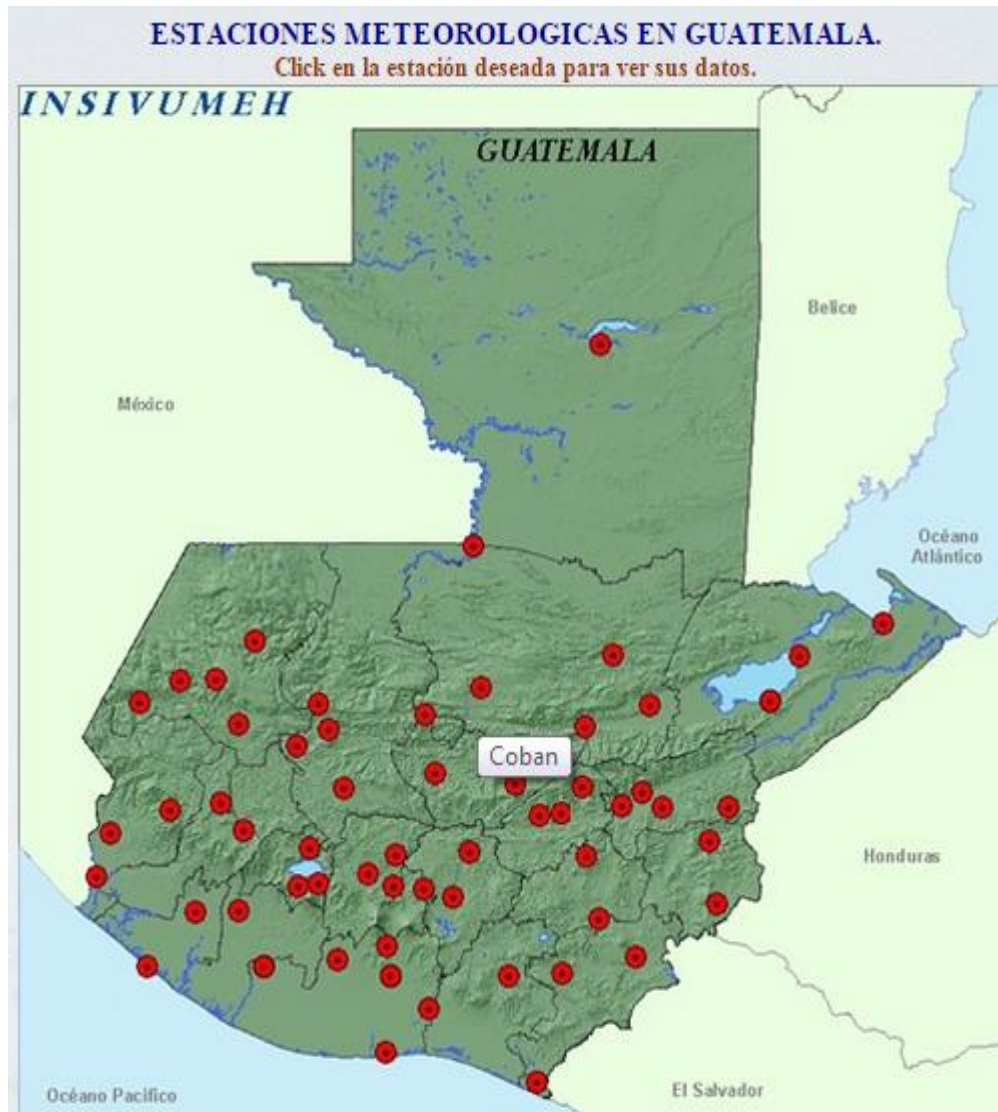 ESTACIONES METEOROLOGICAS EN GUATEMALA.
Click en la estación deseada para ver sus datos.
INSIVUMEH
GUATEMALA
Belice
México
Océano
Atlántico
Coban
Honduras
El Salvador
Océano Pacifico